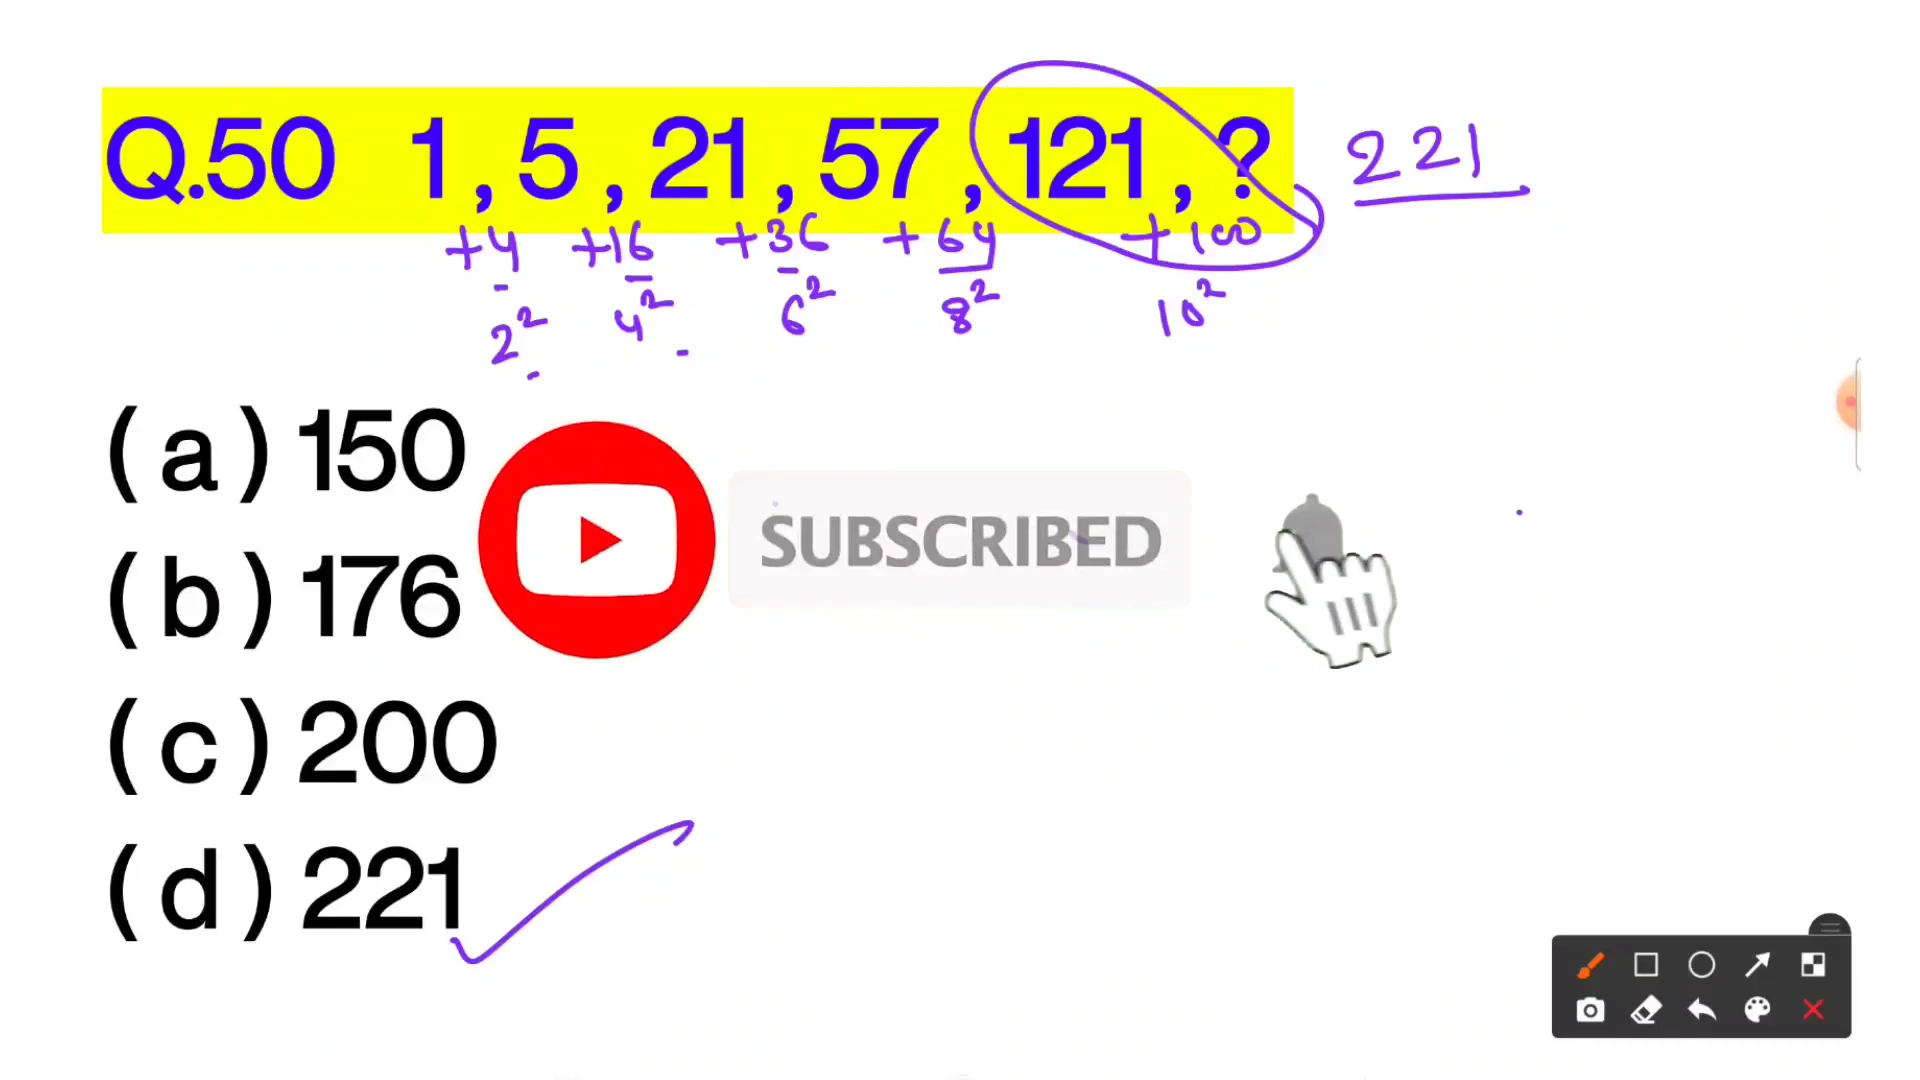 Q.50 1, 5, 21, 57, 121, ? 221
+4 +16 +36 +64 +100
2² 4² 6² 8² 10²
(a) 150
SUBSCRIBED
(b) 176
(c) 200
(d) 221